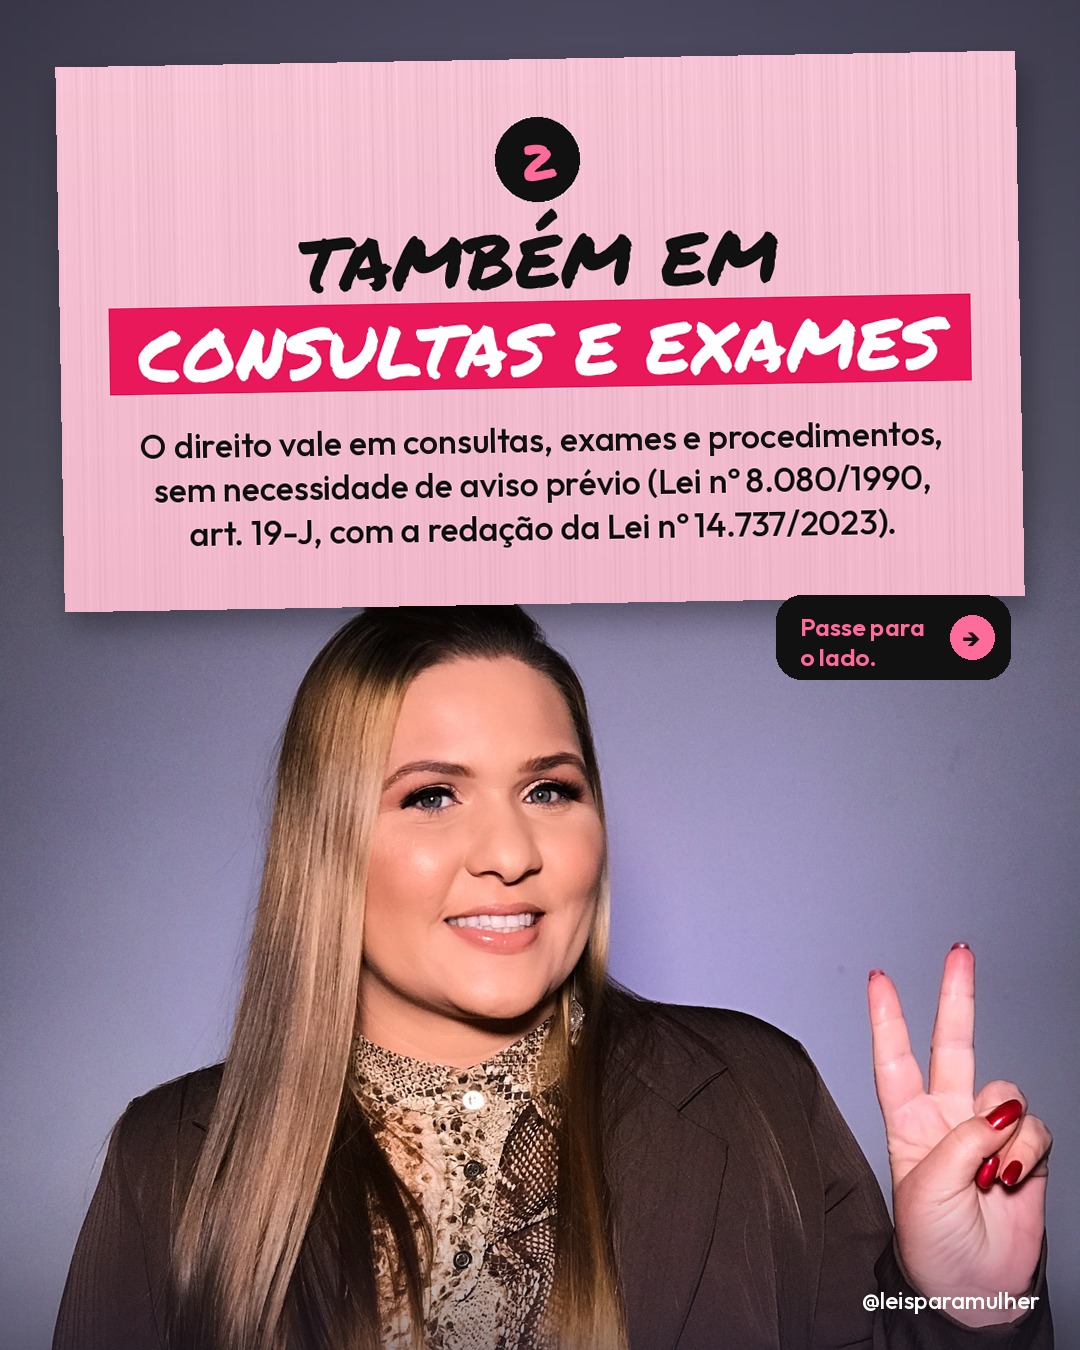 2
TAMBÉM EM
CONSULTAS E EXAMES
O direito vale em consultas, exames e procedimentos,
sem necessidade de aviso prévio (Lei nº 8.080/1990,
art. 19-J, com a redação da Lei nº 14.737/2023).
Passe para
o lado.
@leisparamulher